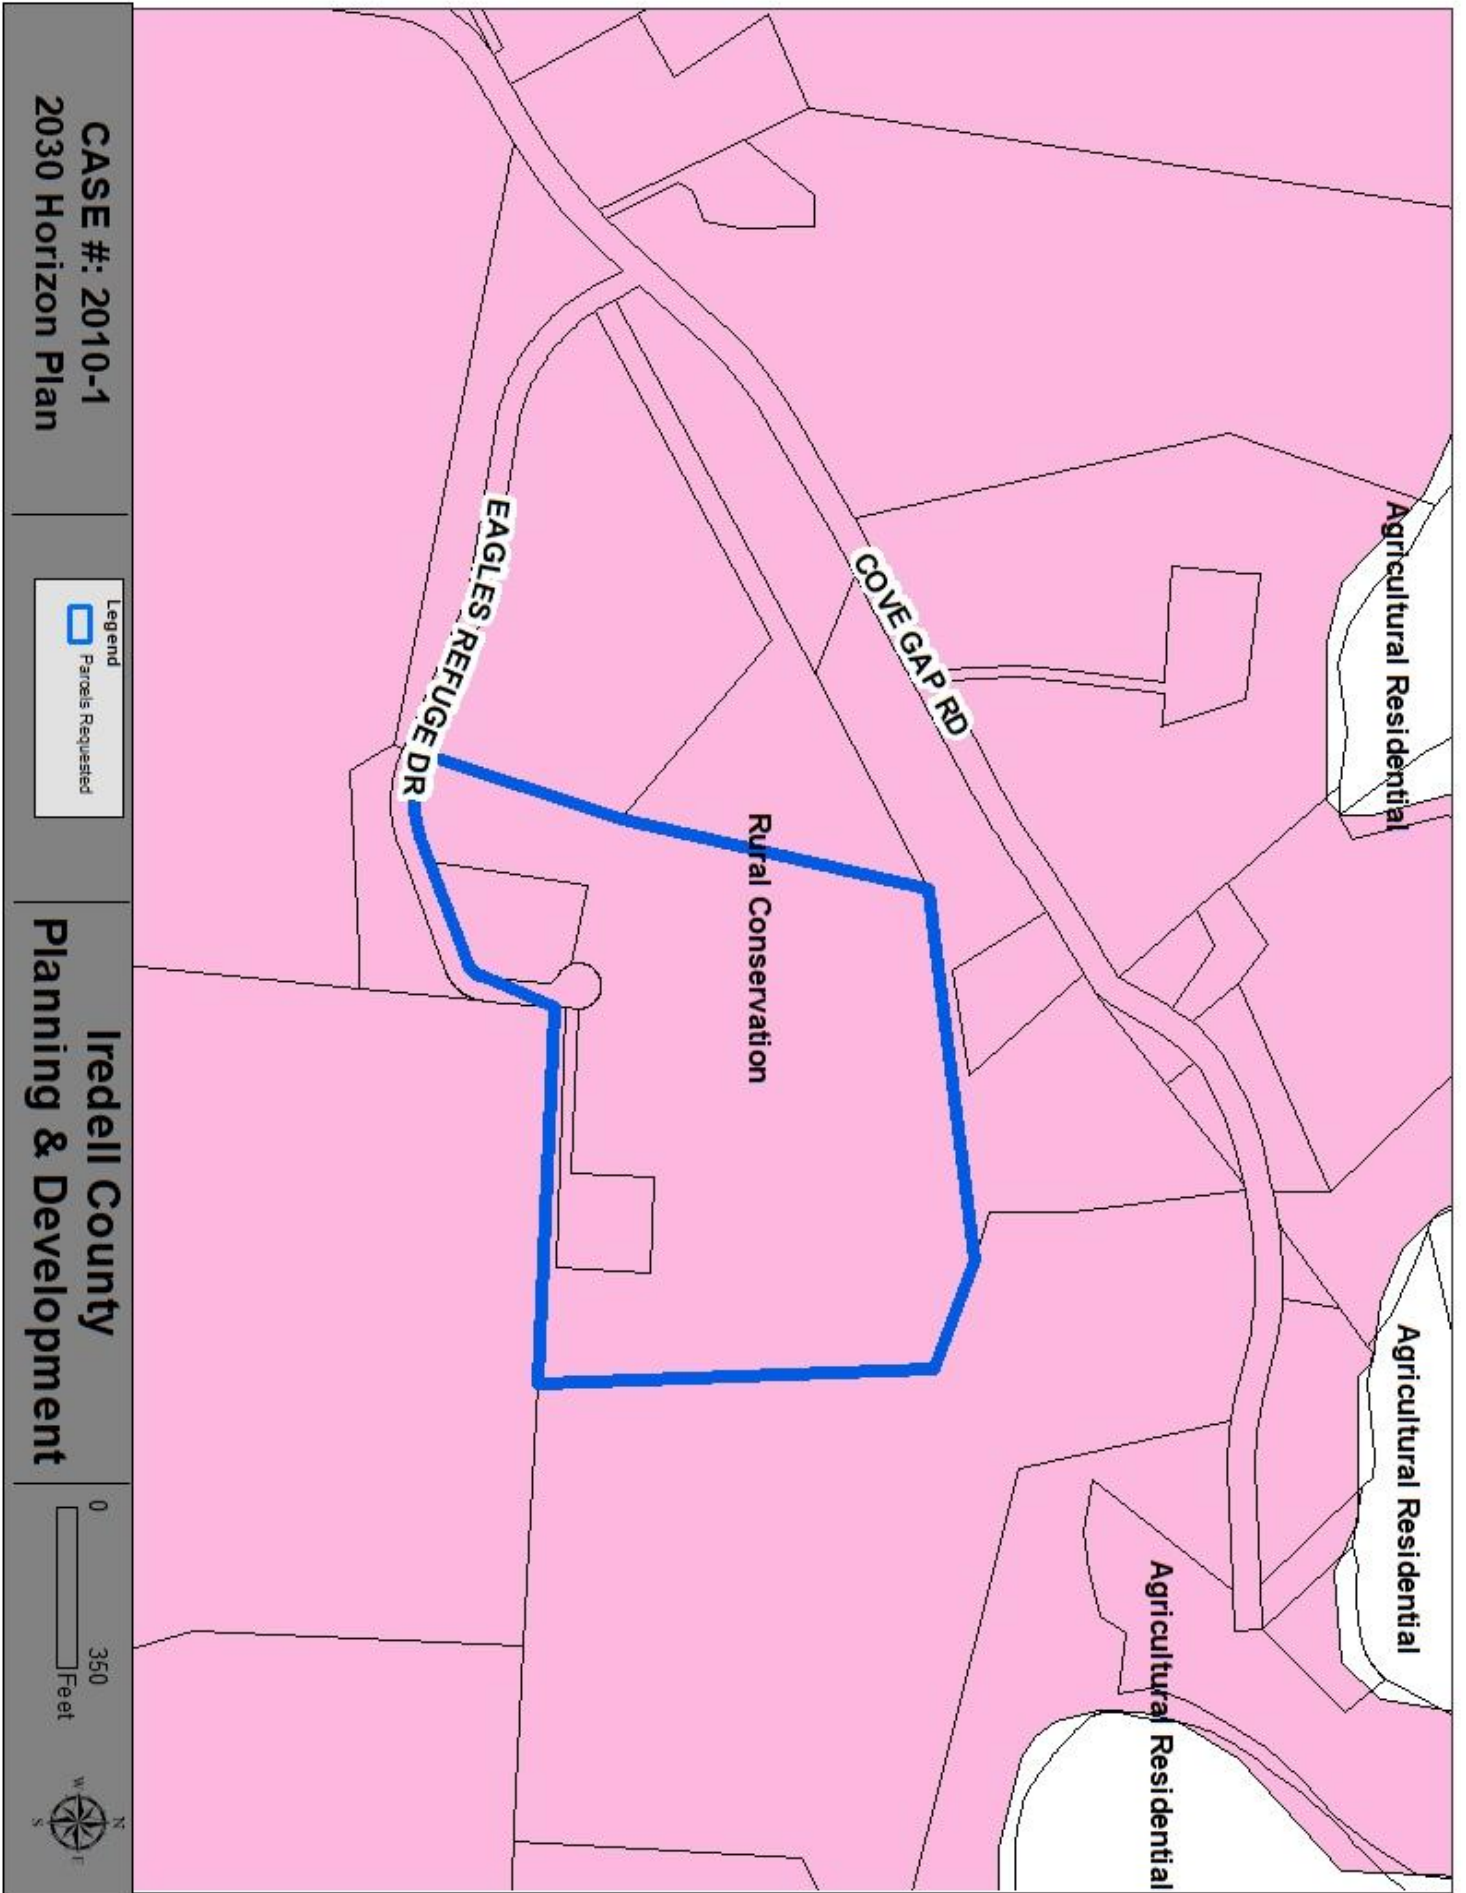 Agricultural Residential
Agricultural Residential
Agricultural Residential
COVE GAP RD
Rural Conservation
EAGLES REFUGE DR
CASE #: 2010-1
2030 Horizon Plan
Legend
Parcels Requested
Iredell County
Planning & Development
0 350
Feet
N
W E
S